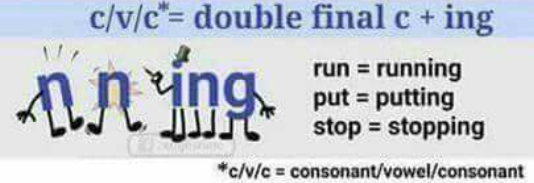 c/v/c*= double final c + ing
n n ing
run = running
put = putting
stop = stopping
*c/v/c = consonant/vowel/consonant